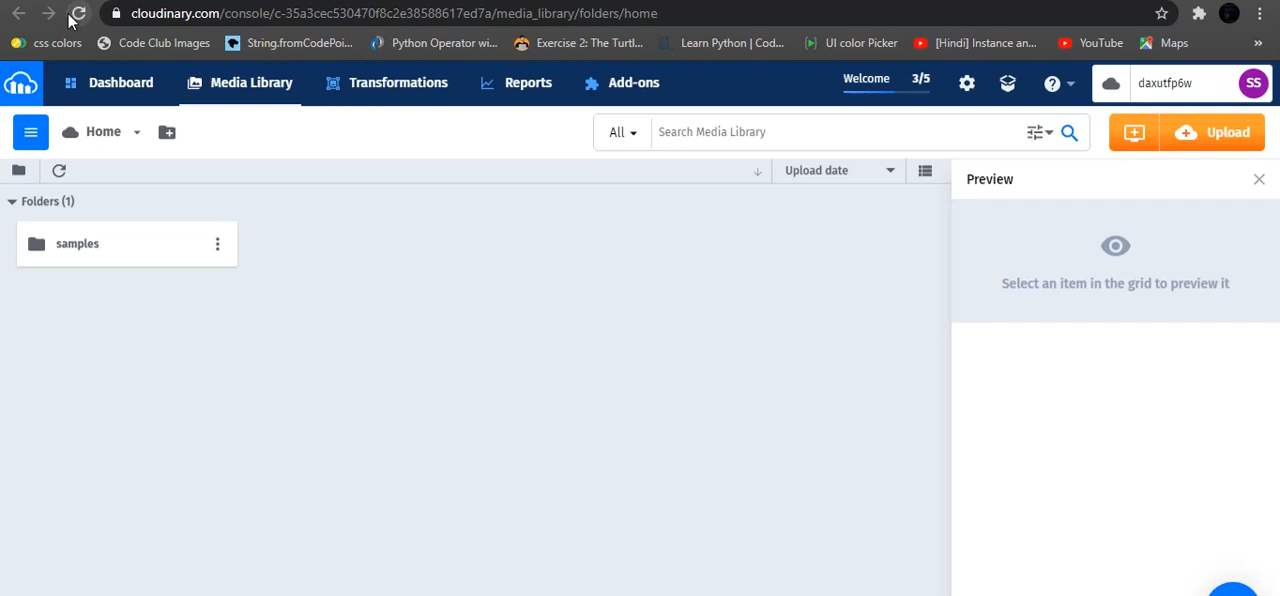 cloudinary.com/console/c-35a3cec530470f8c2e38588617ed7a/media_library/folders/home
css colors Code Club Images String.fromCodePoi... Python Operator wi... Exercise 2: The Turtl... Learn Python | Cod... UI color Picker [Hindi] Instance an... YouTube Maps »
Dashboard Media Library Transformations Reports Add-ons Welcome 3/5 daxutfp6w SS
Home All Search Media Library Upload
Upload date
Preview
Folders (1)
samples
Select an item in the grid to preview it